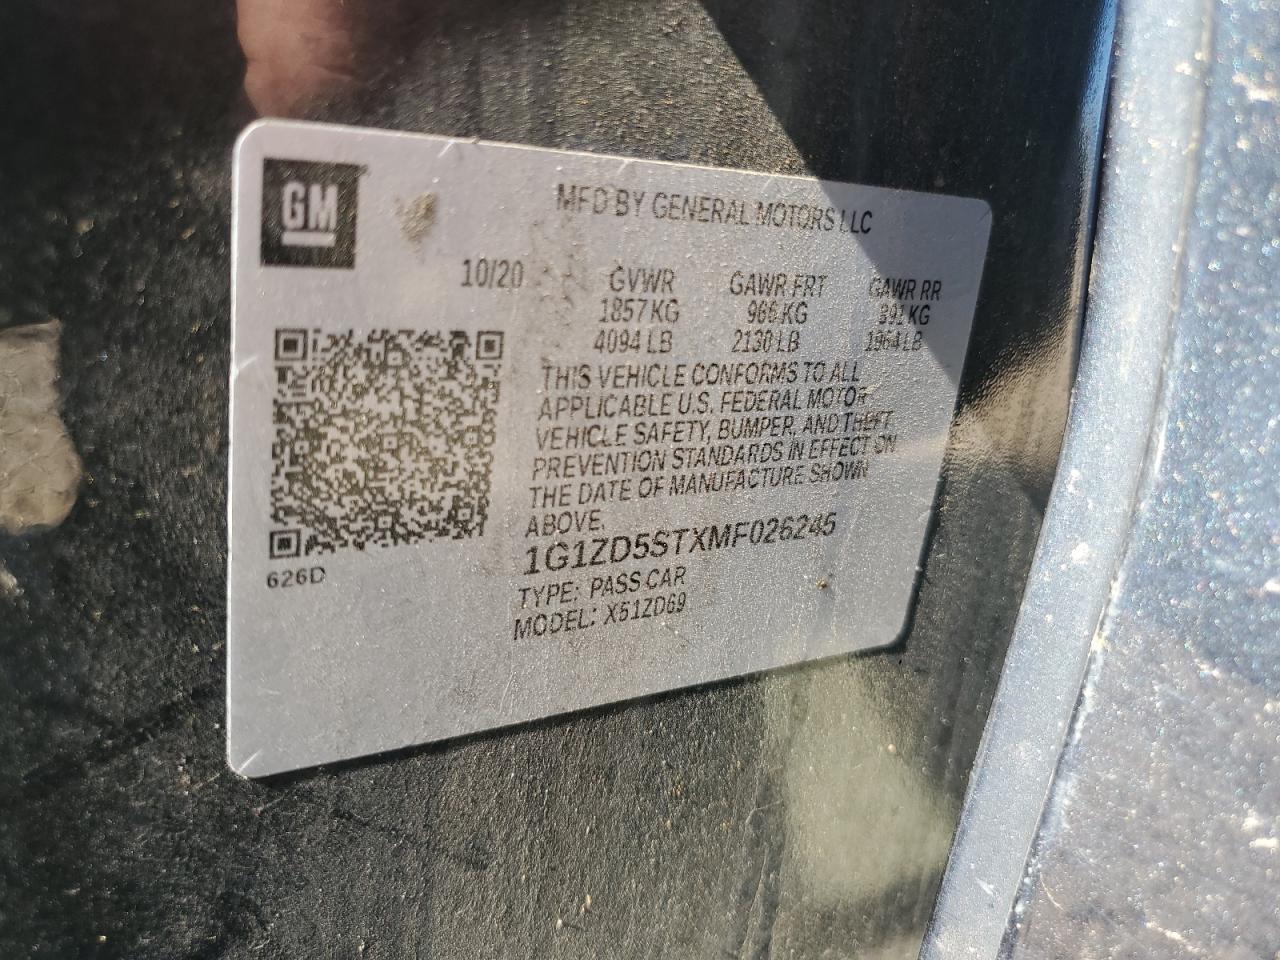 GM
MFD BY GENERAL MOTORS LLC
10/20 GVWR GAWR FRT GAWR RR
1857 KG 966 KG 891 KG
4094 LB 2130 LB 1964 LB
THIS VEHICLE CONFORMS TO ALL
APPLICABLE U.S. FEDERAL MOTOR
VEHICLE SAFETY, BUMPER, AND THEFT
PREVENTION STANDARDS IN EFFECT ON
THE DATE OF MANUFACTURE SHOWN
ABOVE.
1G1ZD5STXMF026245
TYPE: PASS CAR
MODEL: X51ZD69
626D